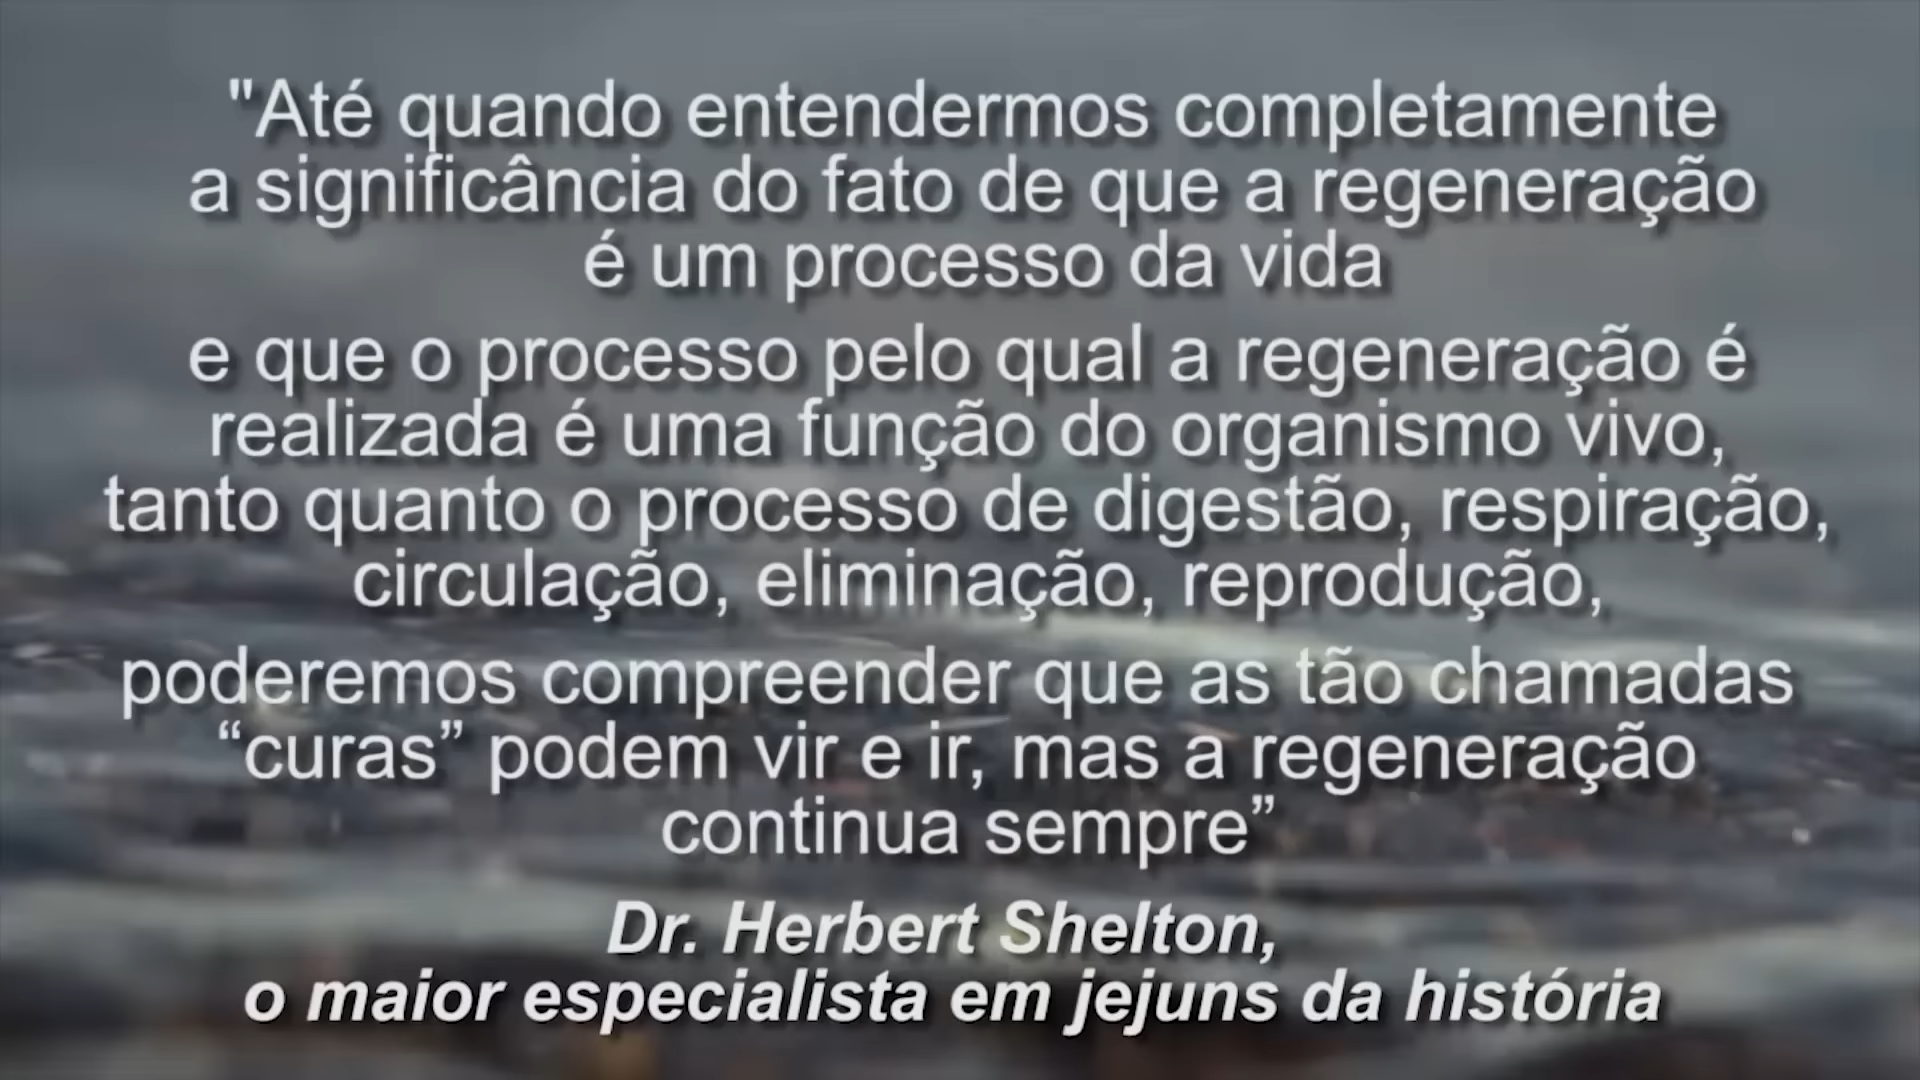 "Até quando entendermos completamente
a significância do fato de que a regeneração
é um processo da vida
e que o processo pelo qual a regeneração é
realizada é uma função do organismo vivo,
tanto quanto o processo de digestão, respiração,
circulação, eliminação, reprodução,
poderemos compreender que as tão chamadas
“curas” podem vir e ir, mas a regeneração
continua sempre”
Dr. Herbert Shelton,
o maior especialista em jejuns da história